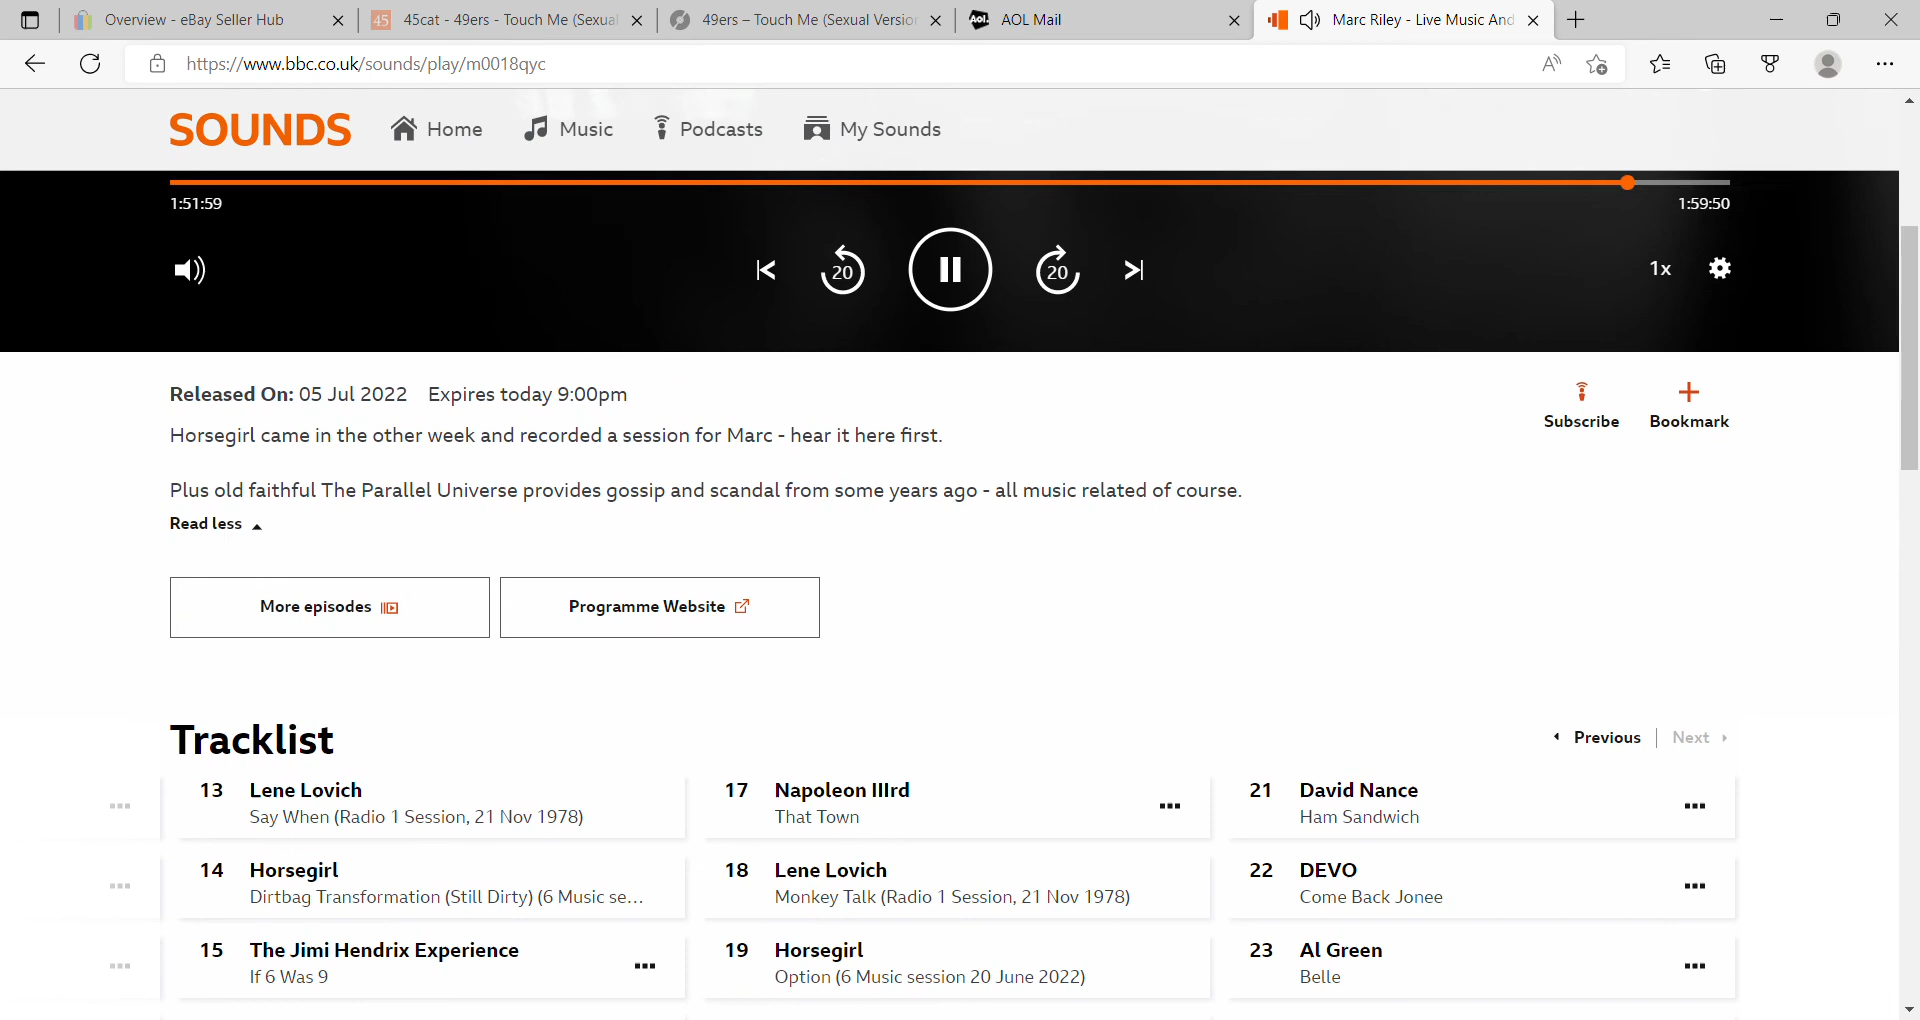 Overview - eBay Seller Hub
45
45cat - 49ers - Touch Me (Sexual
49ers – Touch Me (Sexual Versio
Aol.
AOL Mail
Marc Riley - Live Music And
https://www.bbc.co.uk/sounds/play/m0018qyc
SOUNDS
Home
Music
Podcasts
My Sounds
1:51:59
1:59:50
20
20
1x
Released On: 05 Jul 2022 Expires today 9:00pm
Subscribe
Bookmark
Horsegirl came in the other week and recorded a session for Marc - hear it here first.
Plus old faithful The Parallel Universe provides gossip and scandal from some years ago - all music related of course.
Read less
More episodes
Programme Website
Tracklist
Previous
Next
13 Lene Lovich
Say When (Radio 1 Session, 21 Nov 1978)
14 Horsegirl
Dirtbag Transformation (Still Dirty) (6 Music se...
15 The Jimi Hendrix Experience
If 6 Was 9
17 Napoleon IIIrd
That Town
18 Lene Lovich
Monkey Talk (Radio 1 Session, 21 Nov 1978)
19 Horsegirl
Option (6 Music session 20 June 2022)
21 David Nance
Ham Sandwich
22 DEVO
Come Back Jonee
23 Al Green
Belle